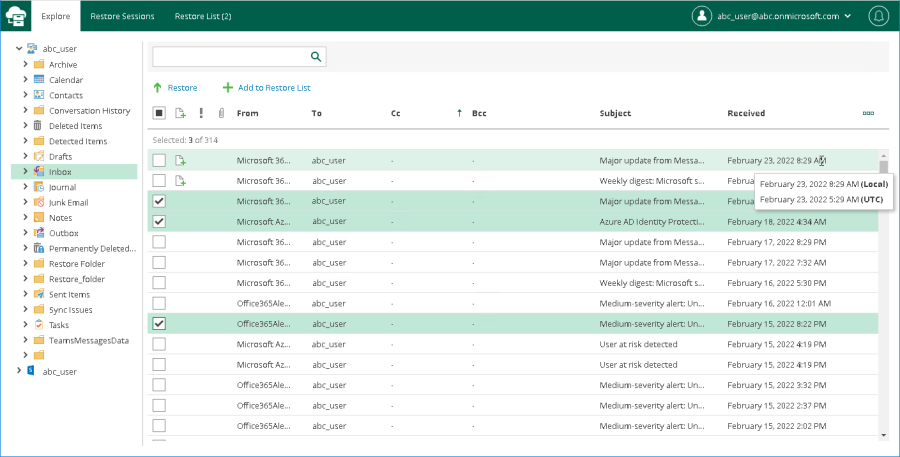 Explore Restore Sessions Restore List (2) abc_user@abc.onmicrosoft.com
abc_user
Archive
Calendar
Contacts
Conversation History
Deleted Items
Detected Items
Drafts
Inbox
Journal
Junk Email
Notes
Outbox
Permanently Deleted...
Restore Folder
Restore_folder
Sent Items
Sync Issues
Tasks
TeamsMessagesData
abc_user
Restore Add to Restore List
From To Cc Bcc Subject Received
Selected: 3 of 314
Microsoft 36... abc_user - - Major update from Messa... February 23, 2022 8:29 AM
Microsoft 36... abc_user - - Weekly digest: Microsoft s... Februa
February 23, 2022 8:29 AM (Local)
February 23, 2022 5:29 AM (UTC)
Microsoft 36... abc_user - - Major update from Messa... Februa
Microsoft Az... abc_user - - Azure AD Identity Protecti... February 18, 2022 4:34 AM
Microsoft 36... abc_user - - Major update from Messa... February 17, 2022 8:29 PM
Microsoft 36... abc_user - - Major update from Messa... February 17, 2022 7:32 AM
Microsoft 36... abc_user - - Weekly digest: Microsoft s... February 16, 2022 5:30 PM
Office365Ale... abc_user - - Medium-severity alert: Un... February 16, 2022 12:01 AM
Office365Ale... abc_user - - Medium-severity alert: Un... February 15, 2022 8:22 PM
Microsoft Az... abc_user - - User at risk detected February 15, 2022 4:19 PM
Microsoft Az... abc_user - - User at risk detected February 15, 2022 4:19 PM
Office365Ale... abc_user - - Medium-severity alert: Un... February 15, 2022 3:32 PM
Office365Ale... abc_user - - Medium-severity alert: Un... February 15, 2022 2:37 PM
Office365Ale... abc_user - - Medium-severity alert: Un... February 15, 2022 2:02 PM